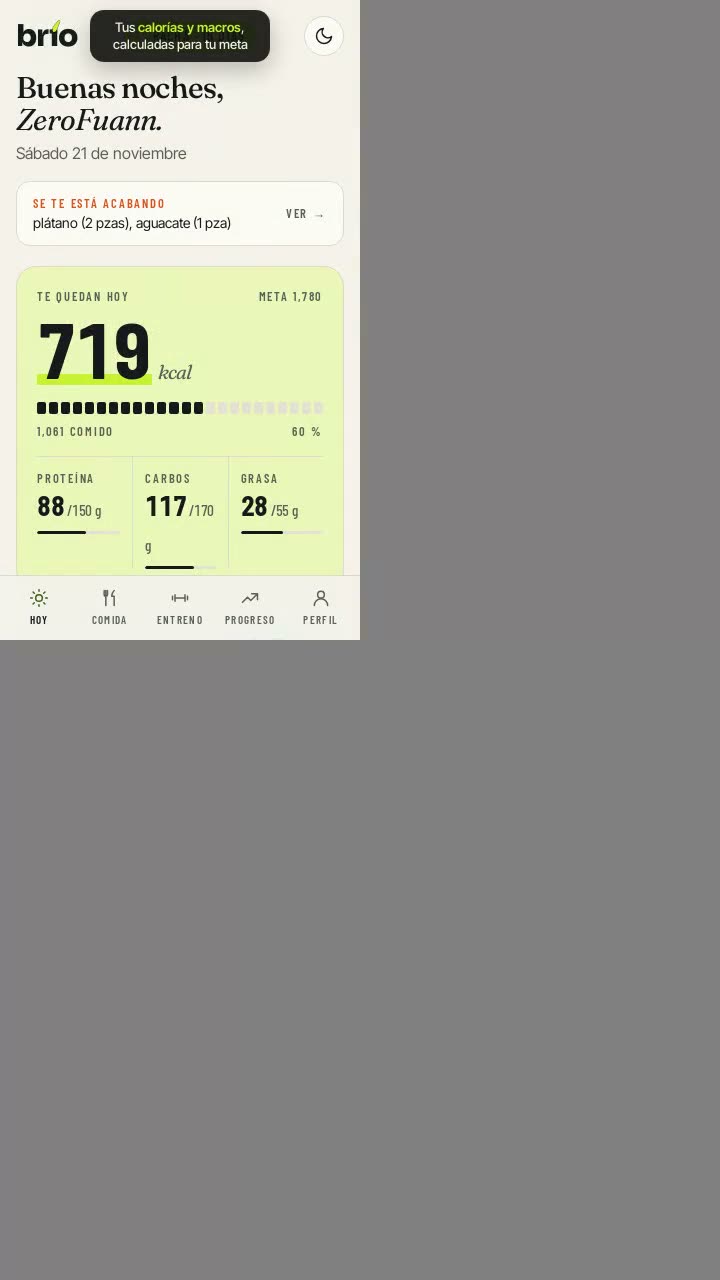 brío
Tus calorías y macros,
calculadas para tu meta
Buenas noches,
ZeroFuann.
Sábado 21 de noviembre
SE TE ESTÁ ACABANDO
plátano (2 pzas), aguacate (1 pza)
VER →
TE QUEDAN HOY
META 1,780
719 kcal
1,061 COMIDO
60 %
PROTEÍNA
88 /150 g
CARBOS
117 /170
g
GRASA
28 /55 g
HOY
COMIDA
ENTRENO
PROGRESO
PERFIL